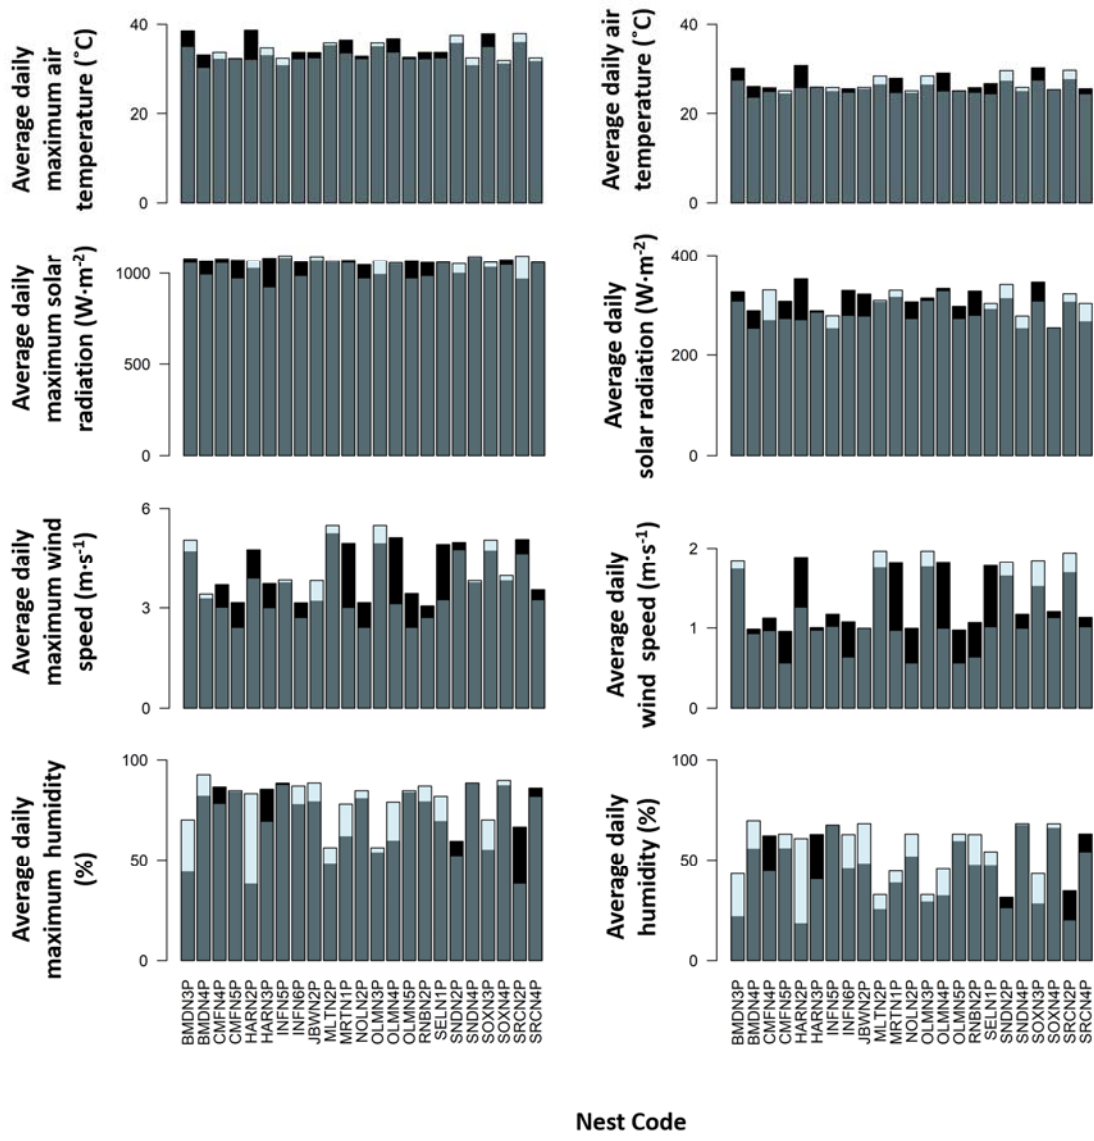 Average daily
maximum air
temperature (˚C)
40
20
0
Average daily air
temperature (˚C)
40
20
0
Average daily
maximum solar
radiation (W·m⁻²)
1000
500
0
Average daily
solar radiation (W·m⁻²)
400
200
0
Average daily
maximum wind
speed (m·s⁻¹)
6
3
0
Average daily
wind speed (m·s⁻¹)
2
1
0
Average daily
maximum humidity
(%)
100
50
0
Average daily
humidity (%)
100
50
0
BMDN3P
BMDN4P
CMFN4P
CMFN5P
HARN2P
HARN3P
INFN5P
INFN6P
JBWN2P
MLTN2P
MRTN1P
NOLN2P
OLMN3P
OLMN4P
OLMN5P
RNBN2P
SELN1P
SNDN2P
SNDN4P
SOXN3P
SOXN4P
SRCN2P
SRCN4P
BMDN3P
BMDN4P
CMFN4P
CMFN5P
HARN2P
HARN3P
INFN5P
INFN6P
JBWN2P
MLTN2P
MRTN1P
NOLN2P
OLMN3P
OLMN4P
OLMN5P
RNBN2P
SELN1P
SNDN2P
SNDN4P
SOXN3P
SOXN4P
SRCN2P
SRCN4P
Nest Code